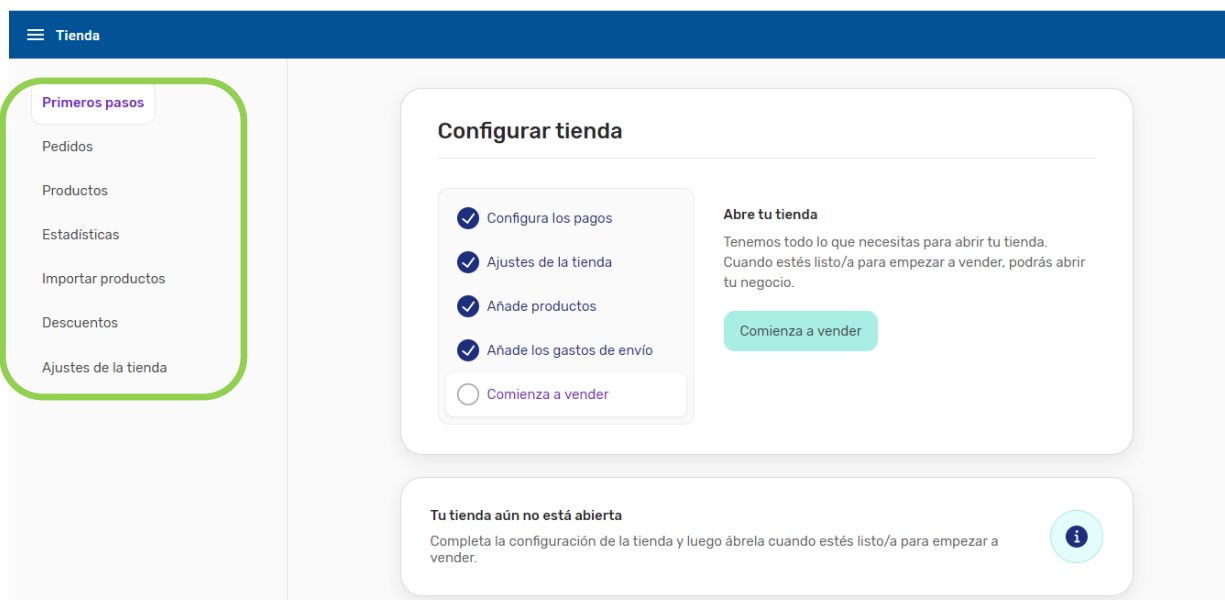 Tienda
Primeros pasos
Pedidos
Productos
Estadísticas
Importar productos
Descuentos
Ajustes de la tienda
Configurar tienda
Configura los pagos
Ajustes de la tienda
Añade productos
Añade los gastos de envío
Comienza a vender
Abre tu tienda
Tenemos todo lo que necesitas para abrir tu tienda.
Cuando estés listo/a para empezar a vender, podrás abrir
tu negocio.
Comienza a vender
Tu tienda aún no está abierta
Completa la configuración de la tienda y luego ábrela cuando estés listo/a para empezar a
vender.